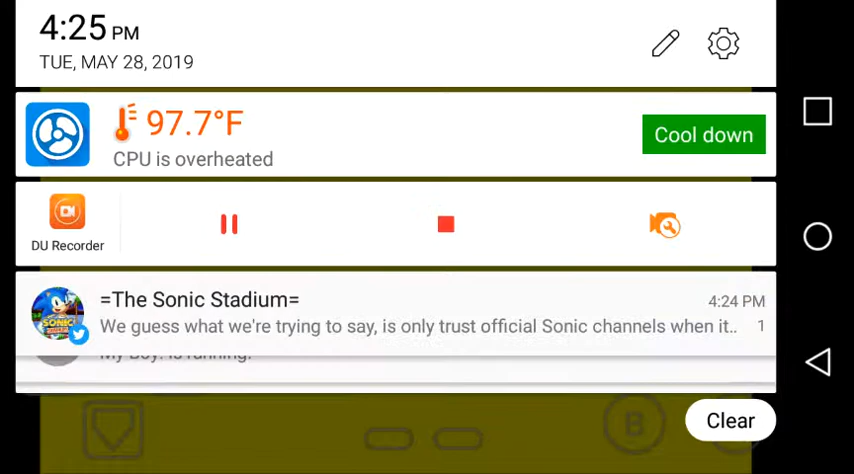 4:25 PM
TUE, MAY 28, 2019
97.7°F
CPU is overheated
Cool down
DU Recorder
=The Sonic Stadium=
4:24 PM
We guess what we're trying to say, is only trust official Sonic channels when it..
1
SONIC
My Boy! is running.
B
Clear